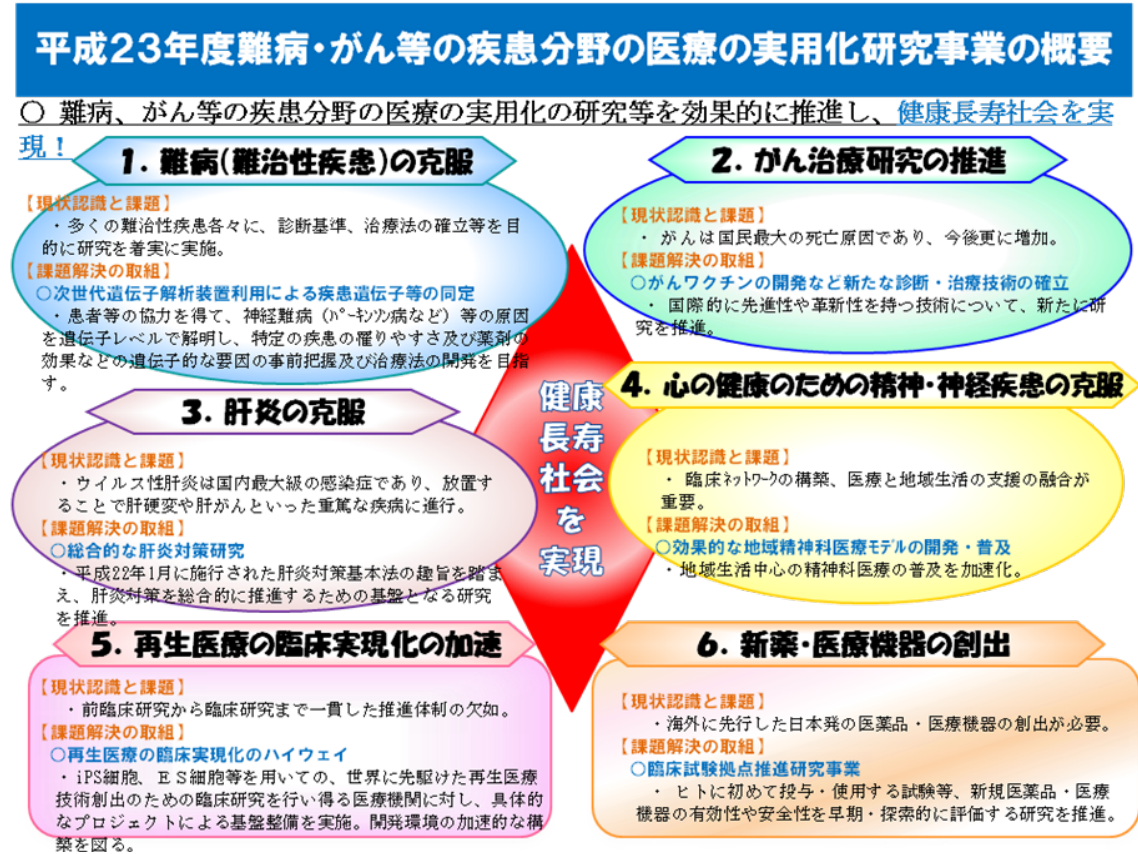 平成23年度難病・がん等の疾患分野の医療の実用化研究事業の概要
○ 難病、がん等の疾患分野の医療の実用化の研究等を効果的に推進し、健康長寿社会を実
現！
1. 難病(難治性疾患)の克服
【現状認識と課題】
・多くの難治性疾患各々に、診断基準、治療法の確立等を目
的に研究を着実に実施。
【課題解決の取組】
○次世代遺伝子解析装置利用による疾患遺伝子等の同定
・患者等の協力を得て、神経難病（ﾊﾟｰｷﾝｿﾝ病など）等の原因
を遺伝子レベルで解明し、特定の疾患の罹りやすさ及び薬剤の
効果などの遺伝子的な要因の事前把握及び治療法の開発を目指
す。
2. がん治療研究の推進
【現状認識と課題】
・ がんは国民最大の死亡原因であり、今後更に増加。
【課題解決の取組】
○がんワクチンの開発など新たな診断・治療技術の確立
・ 国際的に先進性や革新性を持つ技術について、新たに研
究を推進。
3. 肝炎の克服
【現状認識と課題】
・ウイルス性肝炎は国内最大級の感染症であり、放置す
ることで肝硬変や肝がんといった重篤な疾病に進行。
【課題解決の取組】
○総合的な肝炎対策研究
・平成22年1月に施行された肝炎対策基本法の趣旨を踏ま
え、肝炎対策を総合的に推進するための基盤となる研究
を推進。
健康
長寿
社会
を
実現
4. 心の健康のための精神・神経疾患の克服
【現状認識と課題】
・ 臨床ﾈｯﾄﾜｰｸの構築、医療と地域生活の支援の融合が
重要。
【課題解決の取組】
○効果的な地域精神科医療ﾓﾃﾞﾙの開発・普及
・地域生活中心の精神科医療の普及を加速化。
5. 再生医療の臨床実現化の加速
【現状認識と課題】
・前臨床研究から臨床研究まで一貫した推進体制の欠如。
【課題解決の取組】
○再生医療の臨床実現化のハイウェイ
・iPS細胞、ＥＳ細胞等を用いての、世界に先駆けた再生医療
技術創出のための臨床研究を行い得る医療機関に対し、具体的
なプロジェクトによる基盤整備を実施。開発環境の加速的な構
築を図る。
6. 新薬・医療機器の創出
【現状認識と課題】
・海外に先行した日本発の医薬品・医療機器の創出が必要。
【課題解決の取組】
○臨床試験拠点推進研究事業
・ ヒトに初めて投与・使用する試験等、新規医薬品・医療
機器の有効性や安全性を早期・探索的に評価する研究を推進。